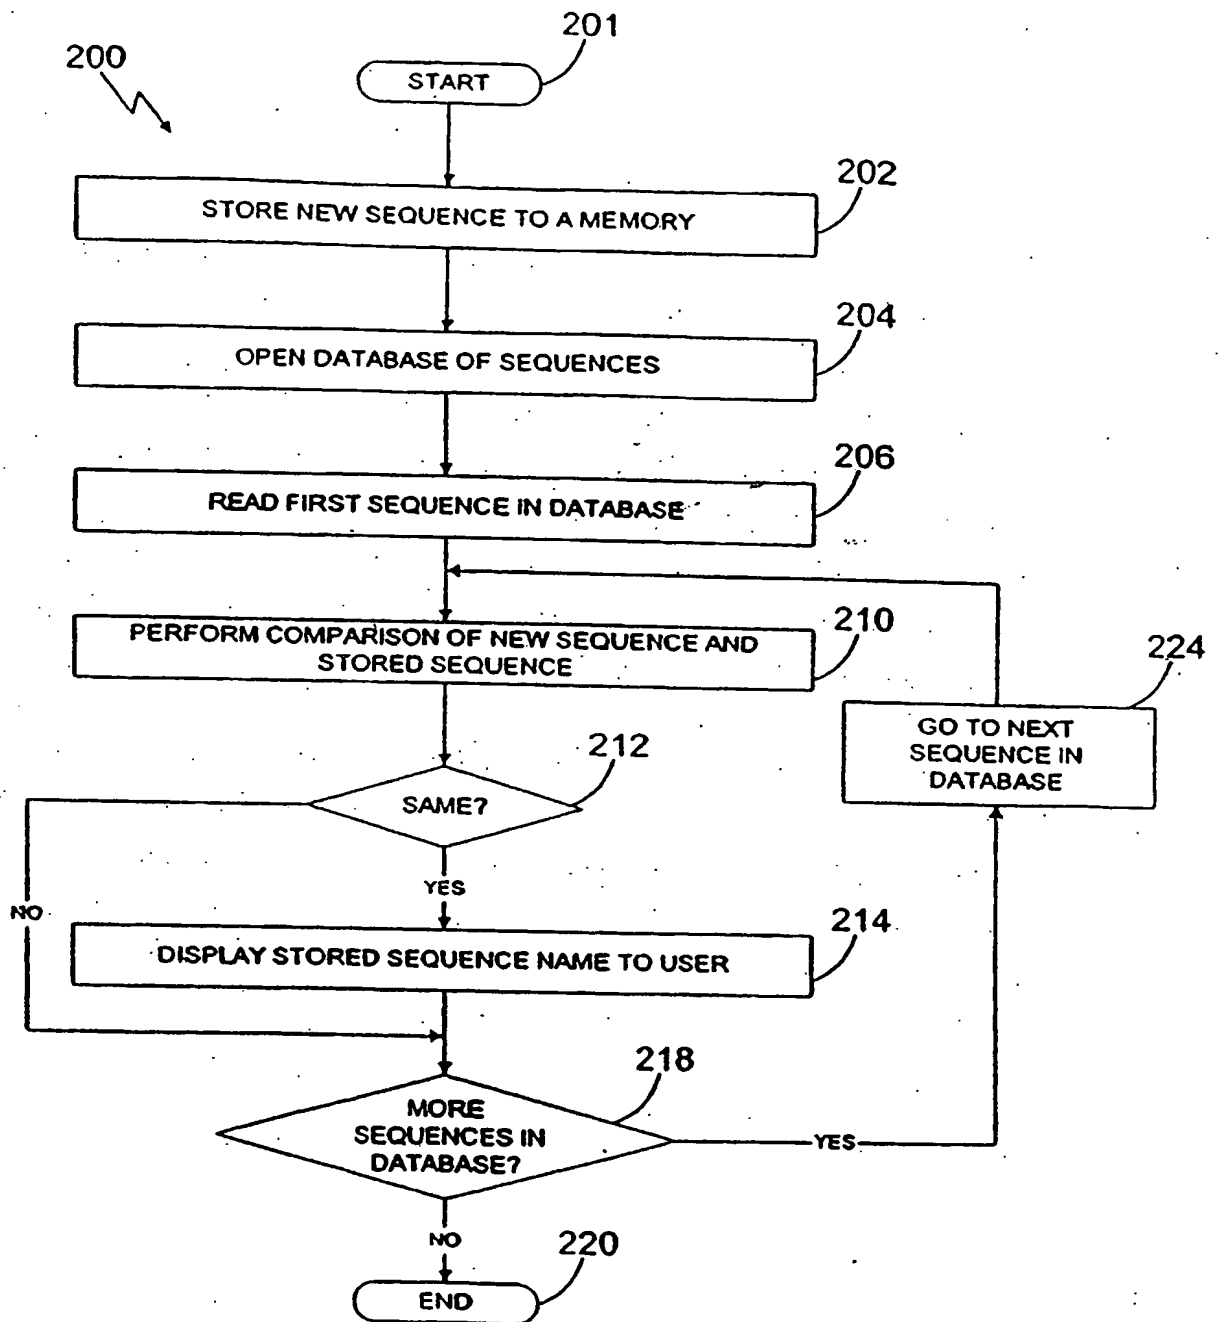 201
200
START
202
STORE NEW SEQUENCE TO A MEMORY
204
OPEN DATABASE OF SEQUENCES
206
READ FIRST SEQUENCE IN DATABASE
210
PERFORM COMPARISON OF NEW SEQUENCE AND
STORED SEQUENCE
224
GO TO NEXT
SEQUENCE IN
DATABASE
212
SAME?
YES
NO
214
DISPLAY STORED SEQUENCE NAME TO USER
218
MORE
SEQUENCES IN
DATABASE?
YES
NO
220
END